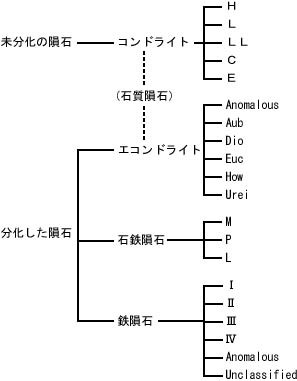 未分化の隕石
コンドライト
H
L
LL
C
E
(石質隕石)
分化した隕石
エコンドライト
Anomalous
Aub
Dio
Euc
How
Urei
石鉄隕石
M
P
L
鉄隕石
Ⅰ
Ⅱ
Ⅲ
Ⅳ
Anomalous
Unclassified